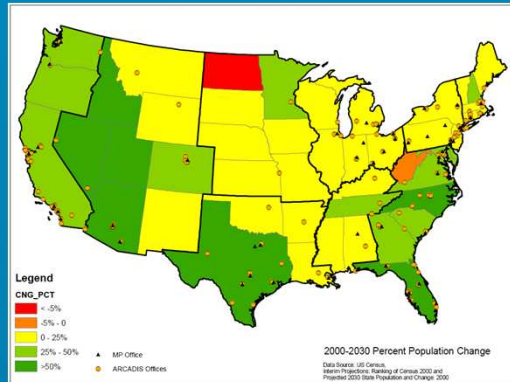 Legend
CNG_PCT
< -5%
-5% - 0
0 - 25%
25% - 50%
>50%
MP Office
ARCADIS Offices
2000-2030 Percent Population Change
Data Source: US Census,
Interim Projections: Ranking of Census 2000 and
Projected 2030 State Population and Change: 2000